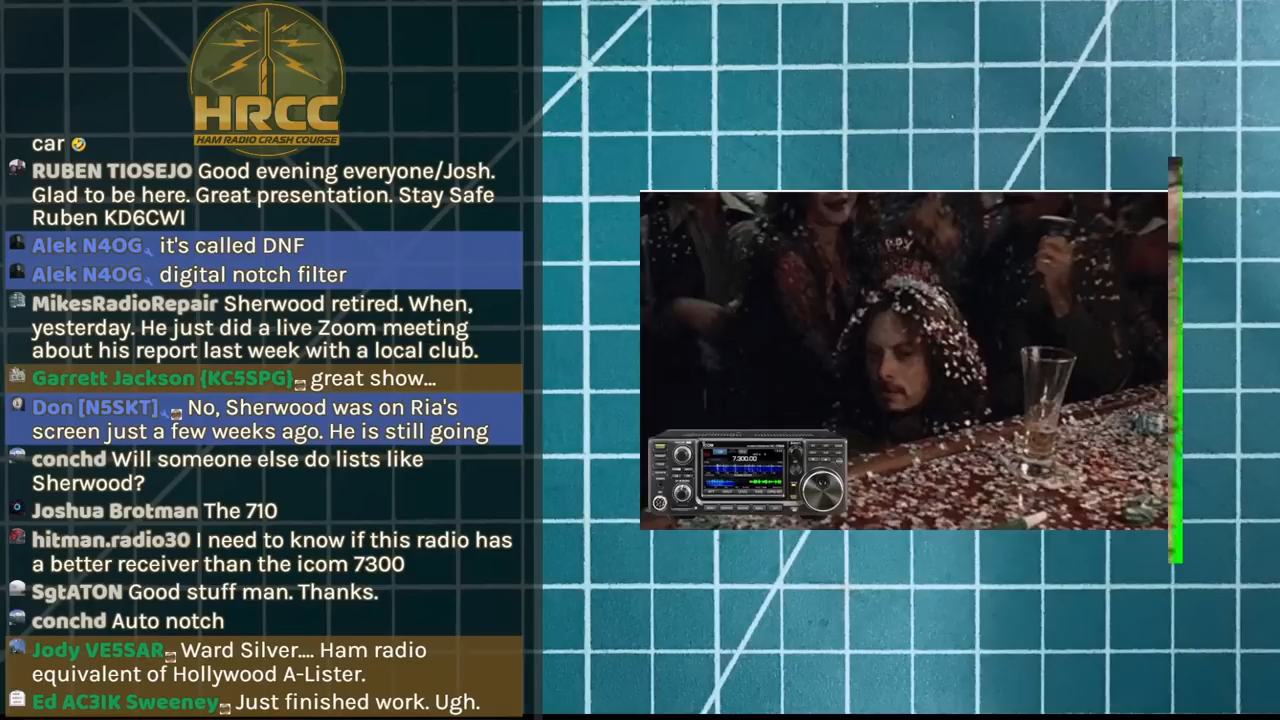 HRCC
HAM RADIO CRASH COURSE
car 🤣
RUBEN TIOSEJO Good evening everyone/Josh.
Glad to be here. Great presentation. Stay Safe
Ruben KD6CWI
Alek N4OG it's called DNF
Alek N4OG digital notch filter
MikesRadioRepair Sherwood retired. When,
yesterday. He just did a live Zoom meeting
about his report last week with a local club.
Garrett Jackson {KC5SPG} great show...
Don [N5SKT] No, Sherwood was on Ria's
screen just a few weeks ago. He is still going
conchd Will someone else do lists like
Sherwood?
Joshua Brotman The 710
hitman.radio30 I need to know if this radio has
a better receiver than the icom 7300
SgtATON Good stuff man. Thanks.
conchd Auto notch
Jody VE5SAR Ward Silver.... Ham radio
equivalent of Hollywood A-Lister.
Ed AC3IK Sweeney Just finished work. Ugh.
ICOM
7.300.00